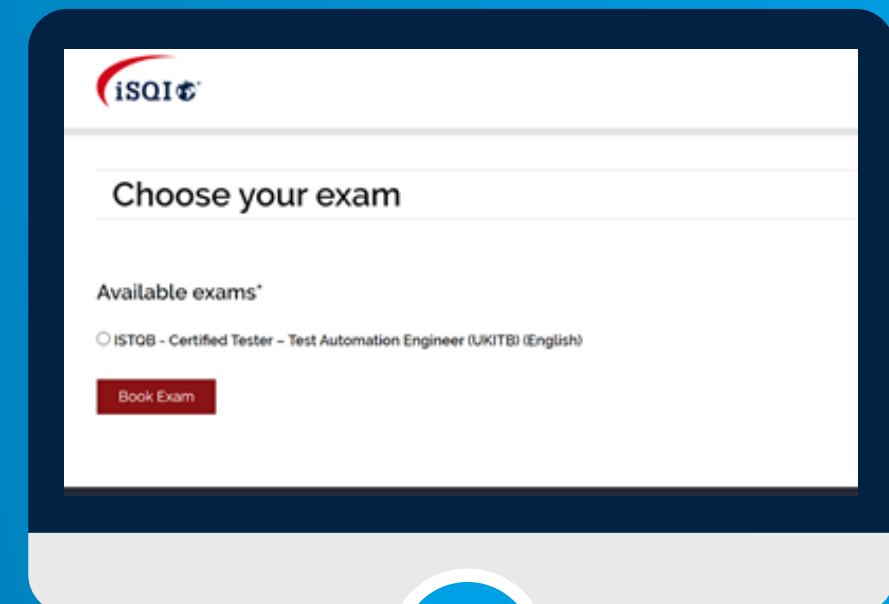 iSQI
Choose your exam
Available exams*
ISTQB - Certified Tester – Test Automation Engineer (UKITB) (English)
Book Exam